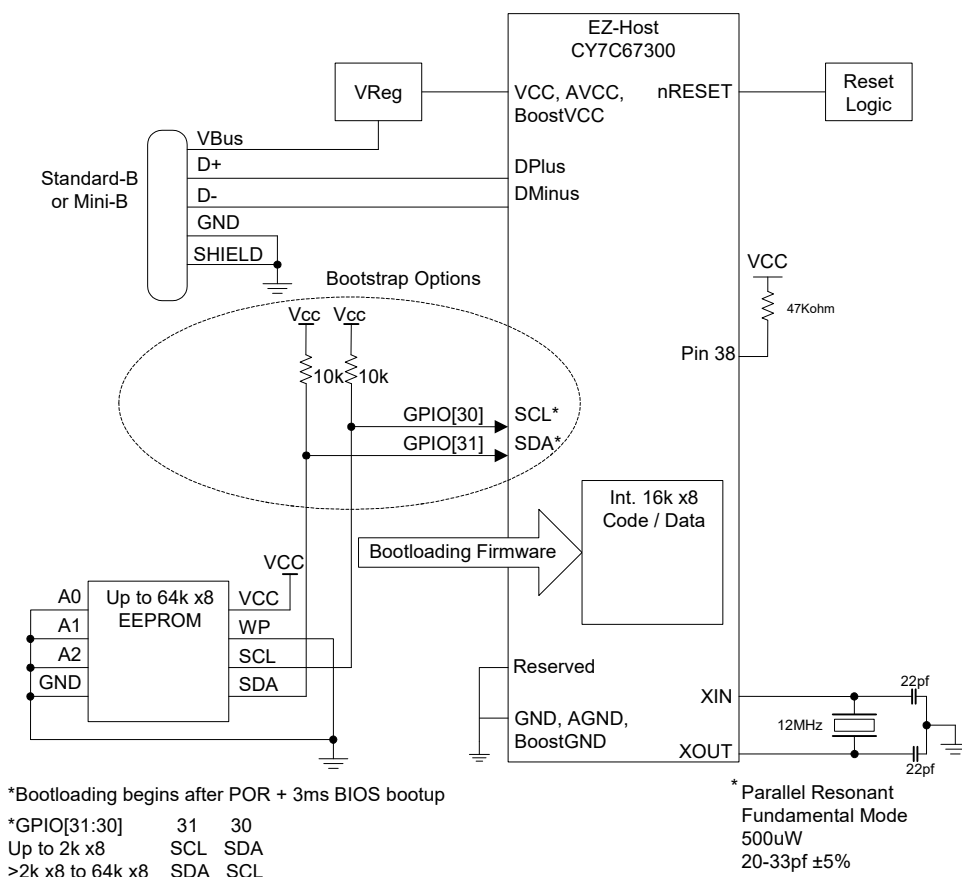 EZ-Host
CY7C67300
VReg
VCC, AVCC,
BoostVCC
nRESET
Reset
Logic
Standard-B
or Mini-B
VBus
D+
D-
GND
SHIELD
DPlus
DMinus
Bootstrap Options
Vcc
Vcc
10k
10k
GPIO[30]
GPIO[31]
SCL*
SDA*
VCC
47Kohm
Pin 38
Int. 16k x8
Code / Data
Bootloading Firmware
VCC
A0
A1
A2
GND
Up to 64k x8
EEPROM
VCC
WP
SCL
SDA
Reserved
GND, AGND,
BoostGND
XIN
XOUT
22pf
12MHz
22pf
*Bootloading begins after POR + 3ms BIOS bootup
*GPIO[31:30] 31 30
Up to 2k x8 SCL SDA
>2k x8 to 64k x8 SDA SCL
* Parallel Resonant
Fundamental Mode
500uW
20-33pf ±5%